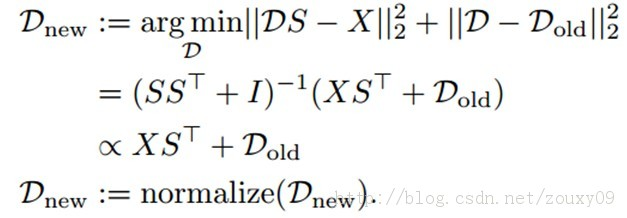 𝒟new := arg min𝒟 ||𝒟S − X||₂² + ||𝒟 − 𝒟old||₂²
= (SS⊤ + I)⁻¹(XS⊤ + 𝒟old)
∝ XS⊤ + 𝒟old
𝒟new := normalize(𝒟new).
http://blog.csdn.net/zouxy09